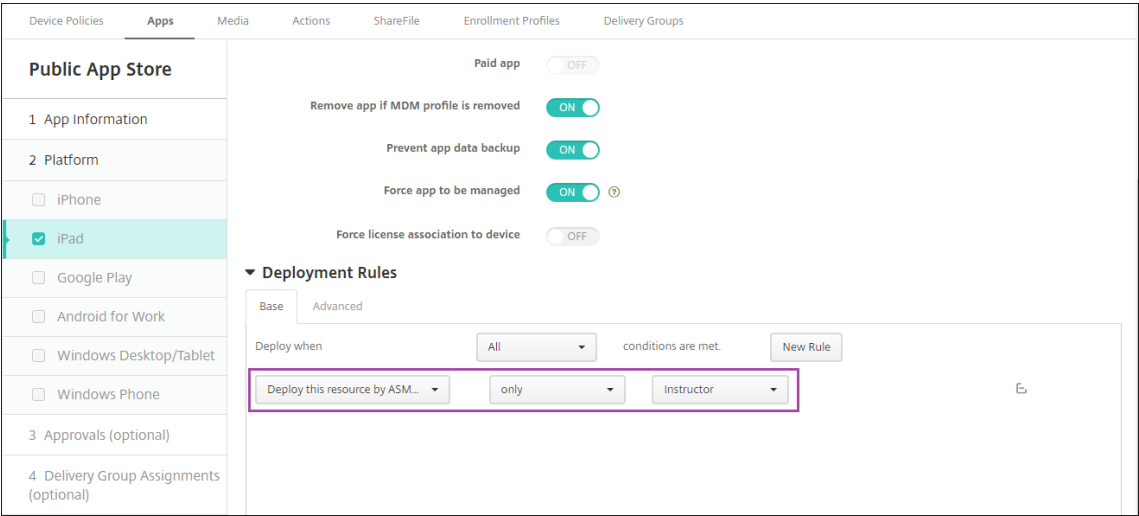 Device Policies Apps Media Actions ShareFile Enrollment Profiles Delivery Groups
Public App Store
1 App Information
2 Platform
iPhone
iPad
Google Play
Android for Work
Windows Desktop/Tablet
Windows Phone
3 Approvals (optional)
4 Delivery Group Assignments
(optional)
Paid app OFF
Remove app if MDM profile is removed ON
Prevent app data backup ON
Force app to be managed ON ?
Force license association to device OFF
Deployment Rules
Base Advanced
Deploy when All conditions are met. New Rule
Deploy this resource by ASM... only Instructor